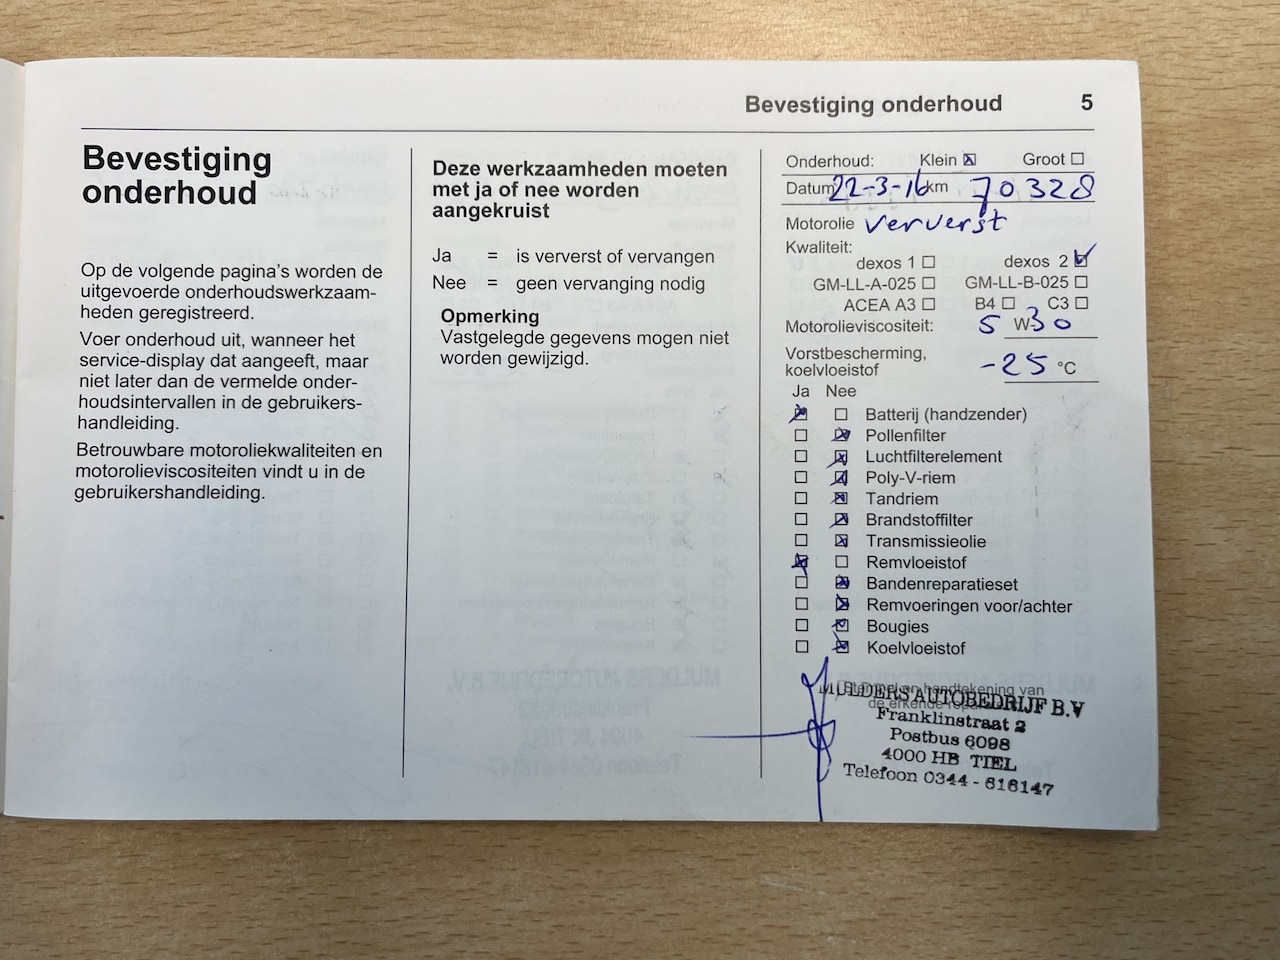 Bevestiging onderhoud 5
Bevestiging
onderhoud
Op de volgende pagina's worden de
uitgevoerde onderhoudswerkzaam-
heden geregistreerd.
Voer onderhoud uit, wanneer het
service-display dat aangeeft, maar
niet later dan de vermelde onder-
houdsintervallen in de gebruikers-
handleiding.
Betrouwbare motoroliekwaliteiten en
motorolieviscositeiten vindt u in de
gebruikershandleiding.
Deze werkzaamheden moeten
met ja of nee worden
aangekruist
Ja = is ververst of vervangen
Nee = geen vervanging nodig
Opmerking
Vastgelegde gegevens mogen niet
worden gewijzigd.
Onderhoud: Klein ☒ Groot ☐
Datum 22-3-16 km 70328
Motorolie ververst
Kwaliteit:
dexos 1 ☐ dexos 2 ☑
GM-LL-A-025 ☐ GM-LL-B-025 ☐
ACEA A3 ☐ B4 ☐ C3 ☐
Motorolieviscositeit: 5 W-30
Vorstbescherming,
koelvloeistof -25 °C
Ja Nee
☒ ☐ Batterij (handzender)
☐ ☒ Pollenfilter
☐ ☒ Luchtfilterelement
☐ ☒ Poly-V-riem
☐ ☒ Tandriem
☐ ☒ Brandstoffilter
☐ ☒ Transmissieolie
☒ ☐ Remvloeistof
☐ ☒ Bandenreparatieset
☐ ☒ Remvoeringen voor/achter
☐ ☒ Bougies
☐ ☒ Koelvloeistof
handtekening van
de erkende
MULDERS AUTOBEDRIJF B.V
Franklinstraat 2
Postbus 6098
4000 HB TIEL
Telefoon 0344 - 616147